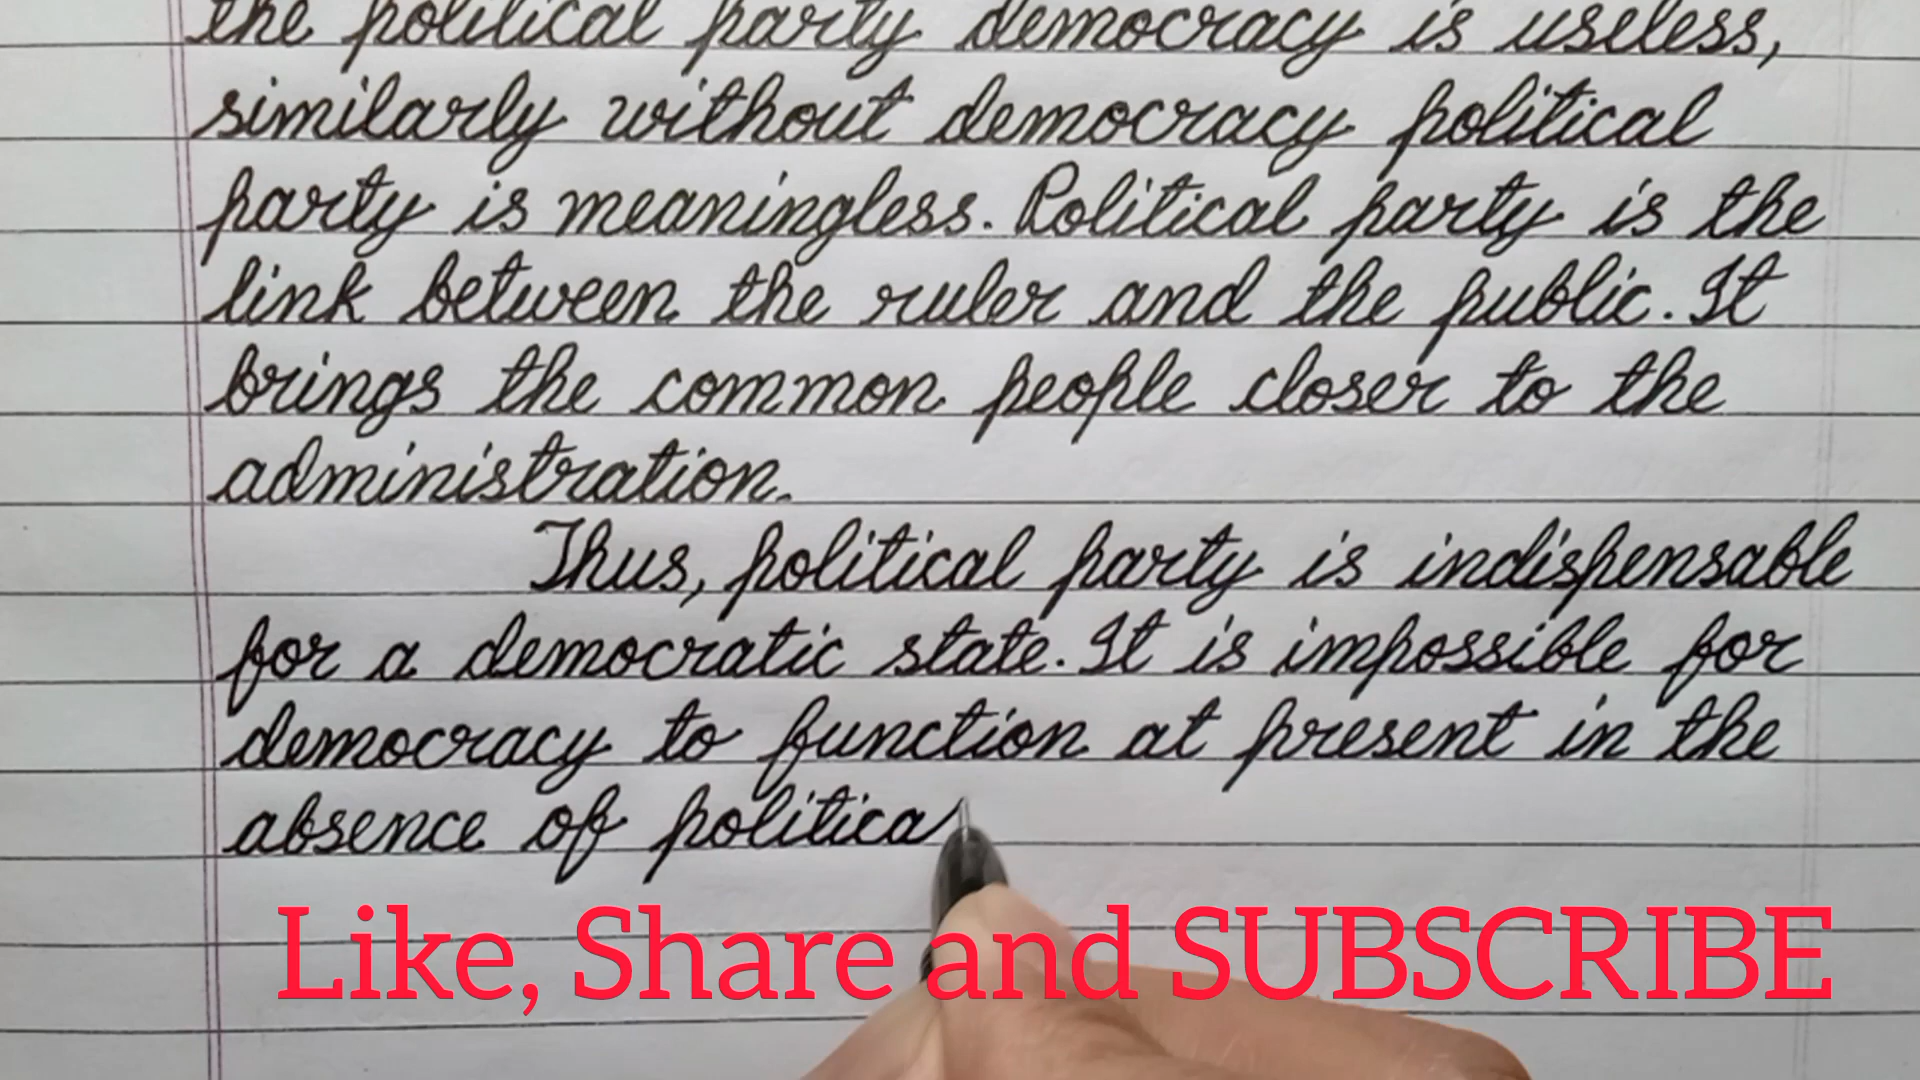 the political party democracy is useless,
similarly without democracy political
party is meaningless. Political party is the
link between the ruler and the public. It
brings the common people closer to the
administration.
Thus, political party is indispensable
for a democratic state. It is impossible for
democracy to function at present in the
absence of politica
Like, Share and SUBSCRIBE